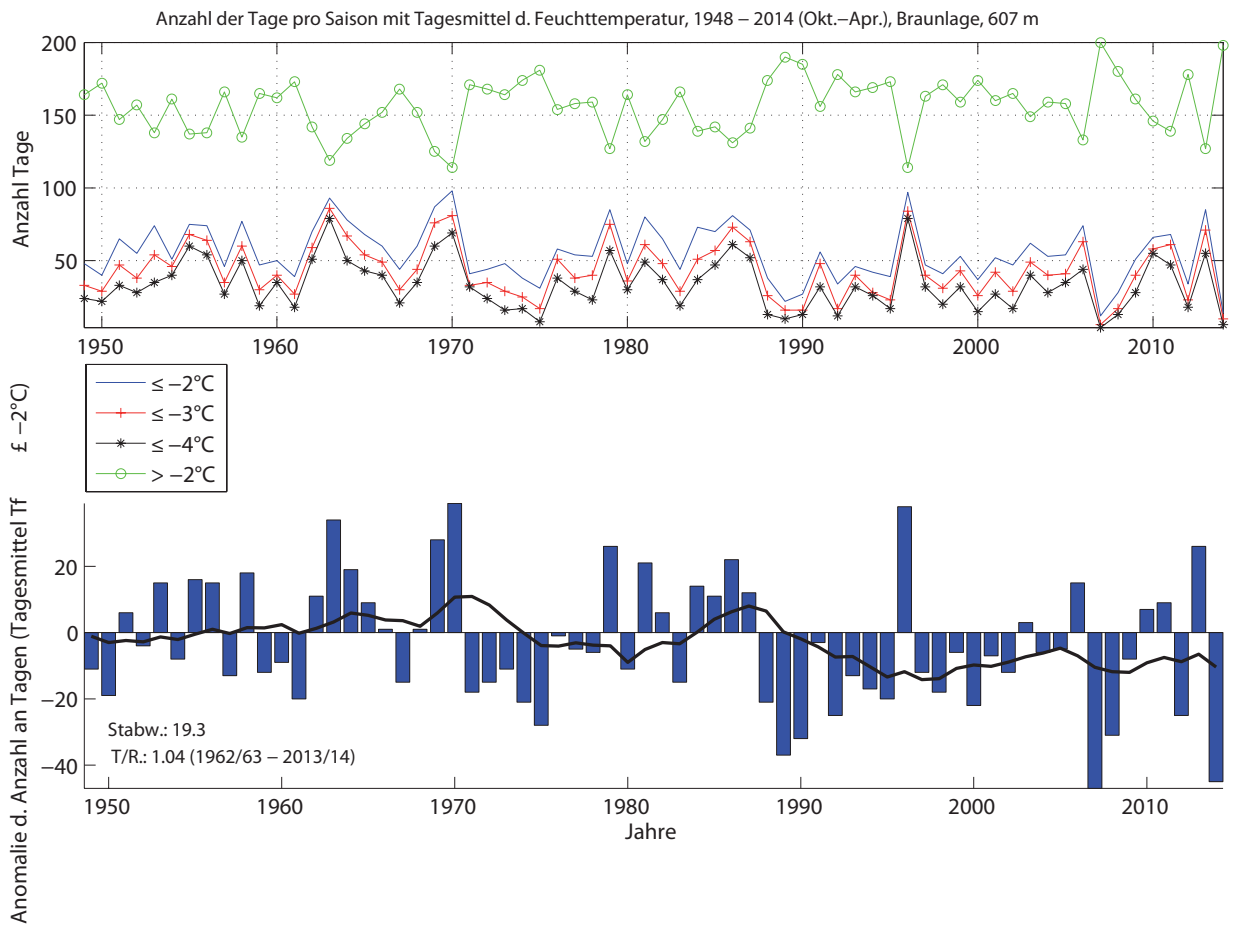 Anzahl der Tage pro Saison mit Tagesmittel d. Feuchttemperatur, 1948 − 2014 (Okt.−Apr.), Braunlage, 607 m
Anzahl Tage
200
150
100
50
1950 1960 1970 1980 1990 2000 2010
≤ −2°C
≤ −3°C
≤ −4°C
> −2°C
Anomalie d. Anzahl an Tagen (Tagesmittel Tf £ −2°C)
20
0
−20
−40
Stabw.: 19.3
T/R.: 1.04 (1962/63 − 2013/14)
1950 1960 1970 1980 1990 2000 2010
Jahre